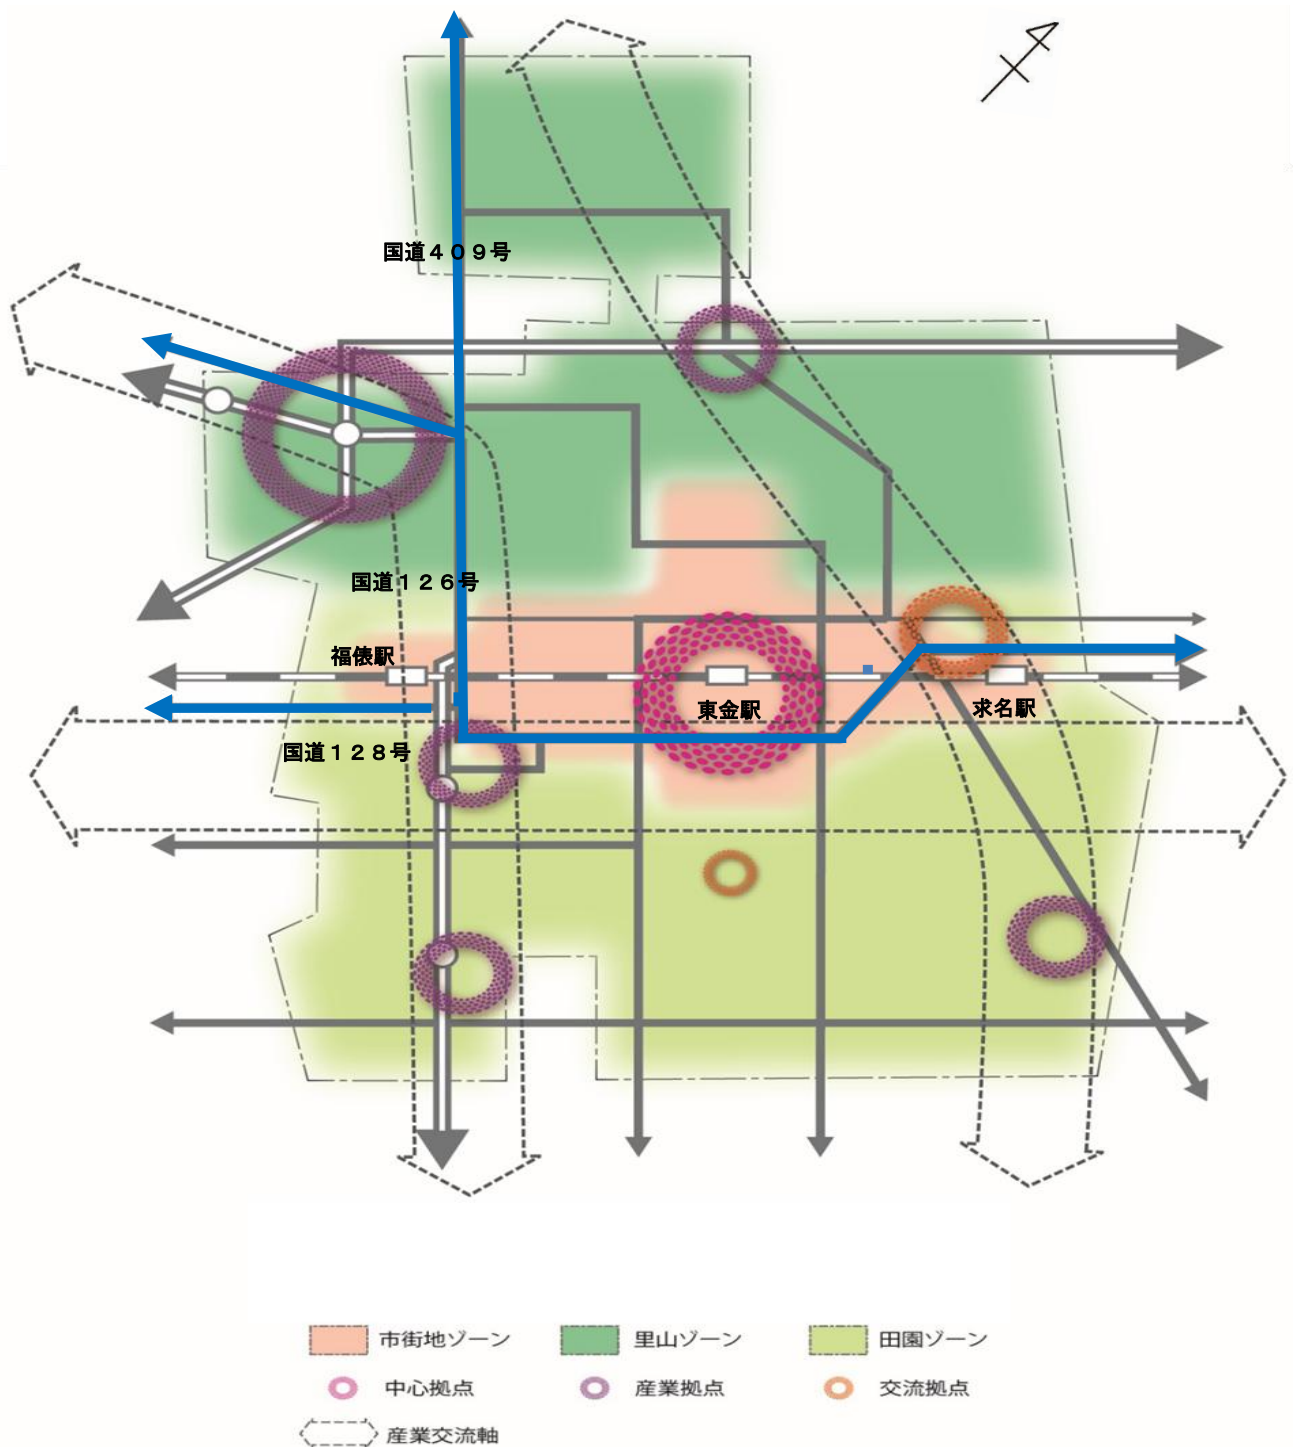 国道４０９号
国道１２６号
福俵駅
東金駅
求名駅
国道１２８号
市街地ゾーン
里山ゾーン
田園ゾーン
中心拠点
産業拠点
交流拠点
産業交流軸